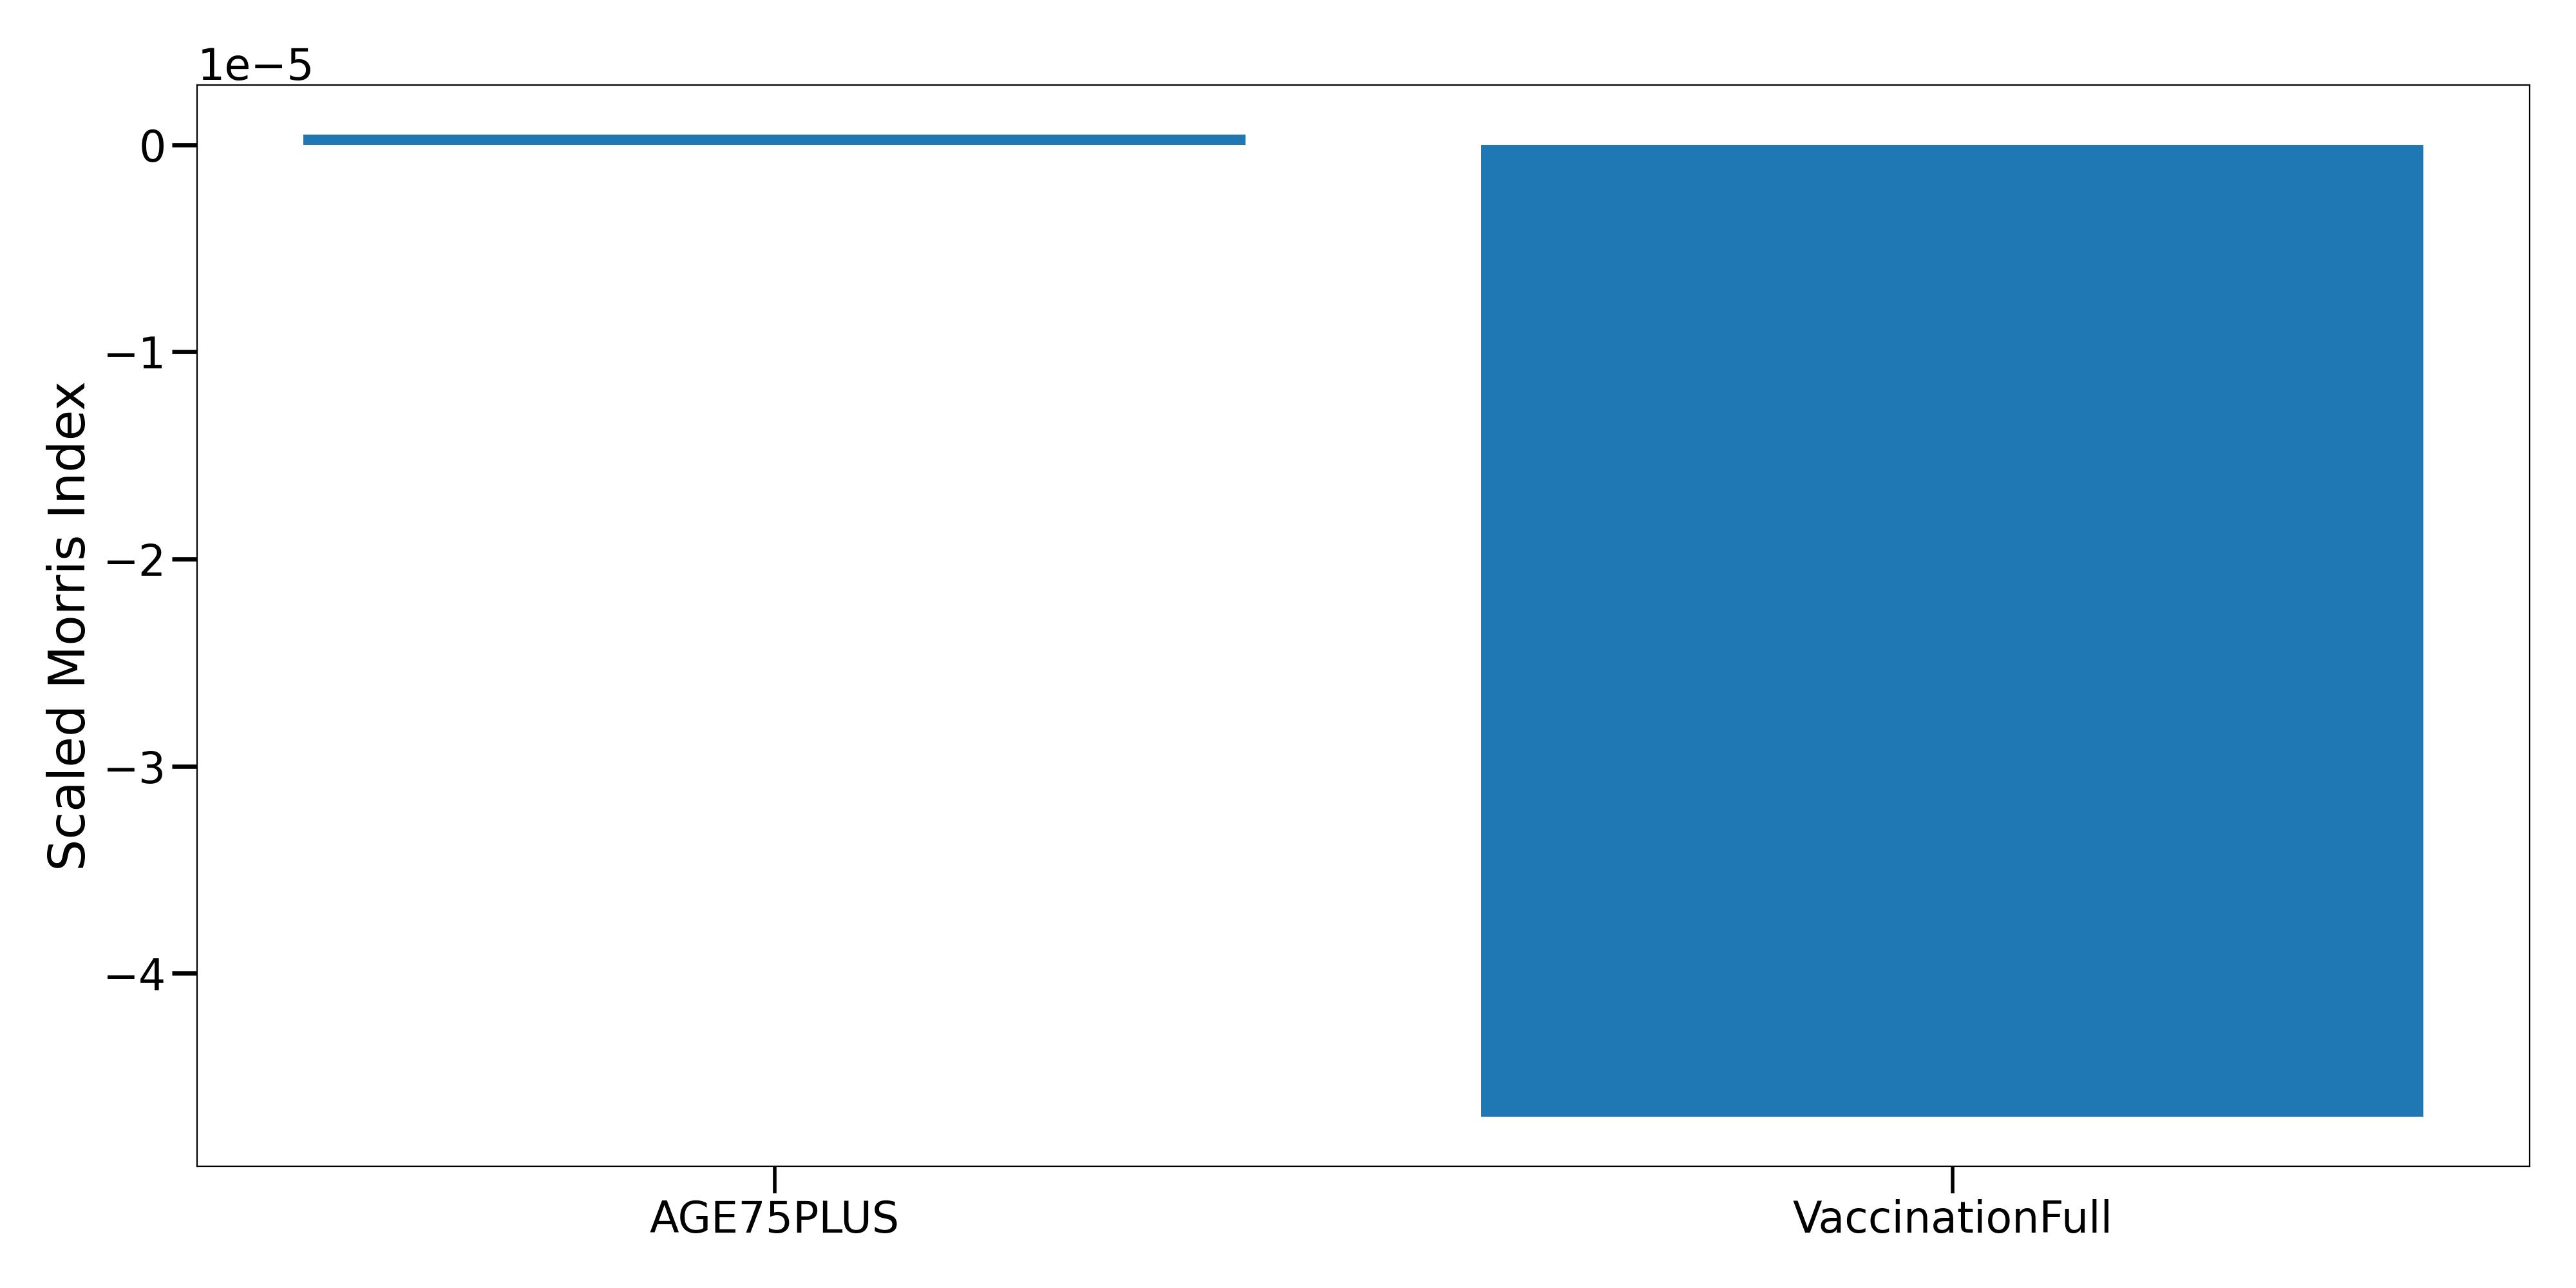 1e−5
0
−1
−2
−3
−4
Scaled Morris Index
AGE75PLUS
VaccinationFull